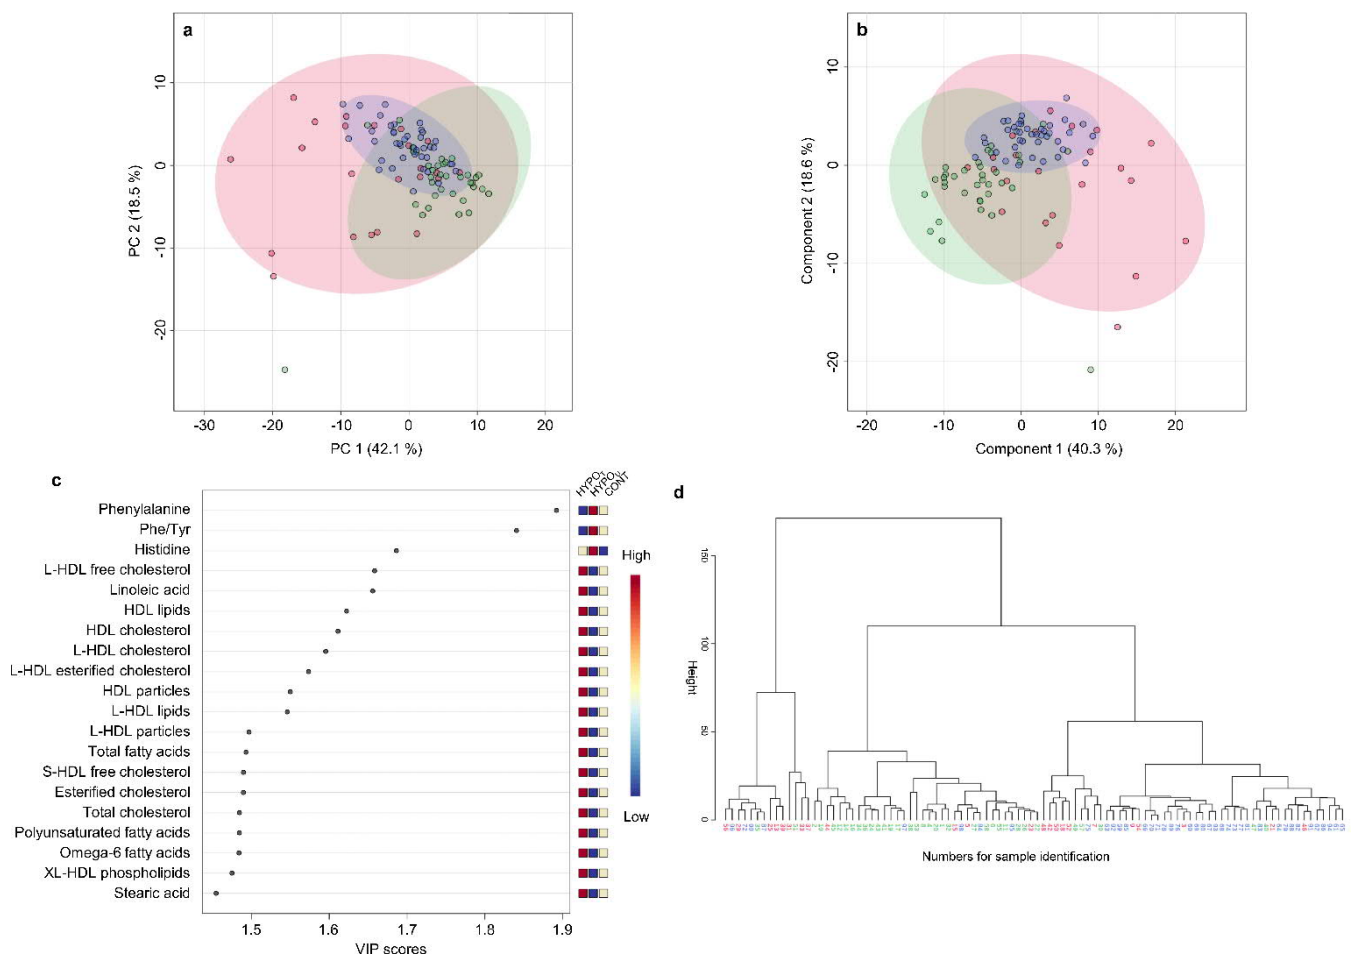 a
10
0
-10
-20
PC 2 (18.5 %)
-30
-20
-10
0
10
20
PC 1 (42.1 %)
b
10
0
-10
-20
Component 2 (18.6 %)
-20
-10
0
10
20
Component 1 (40.3 %)
c
HYPOT
HYPOU
CONT
Phenylalanine
Phe/Tyr
Histidine
L-HDL free cholesterol
Linoleic acid
HDL lipids
HDL cholesterol
L-HDL cholesterol
L-HDL esterified cholesterol
HDL particles
L-HDL lipids
L-HDL particles
Total fatty acids
S-HDL free cholesterol
Esterified cholesterol
Total cholesterol
Polyunsaturated fatty acids
Omega-6 fatty acids
XL-HDL phospholipids
Stearic acid
1.5
1.6
1.7
1.8
1.9
VIP scores
High
Low
d
150
100
50
0
Height
Numbers for sample identification